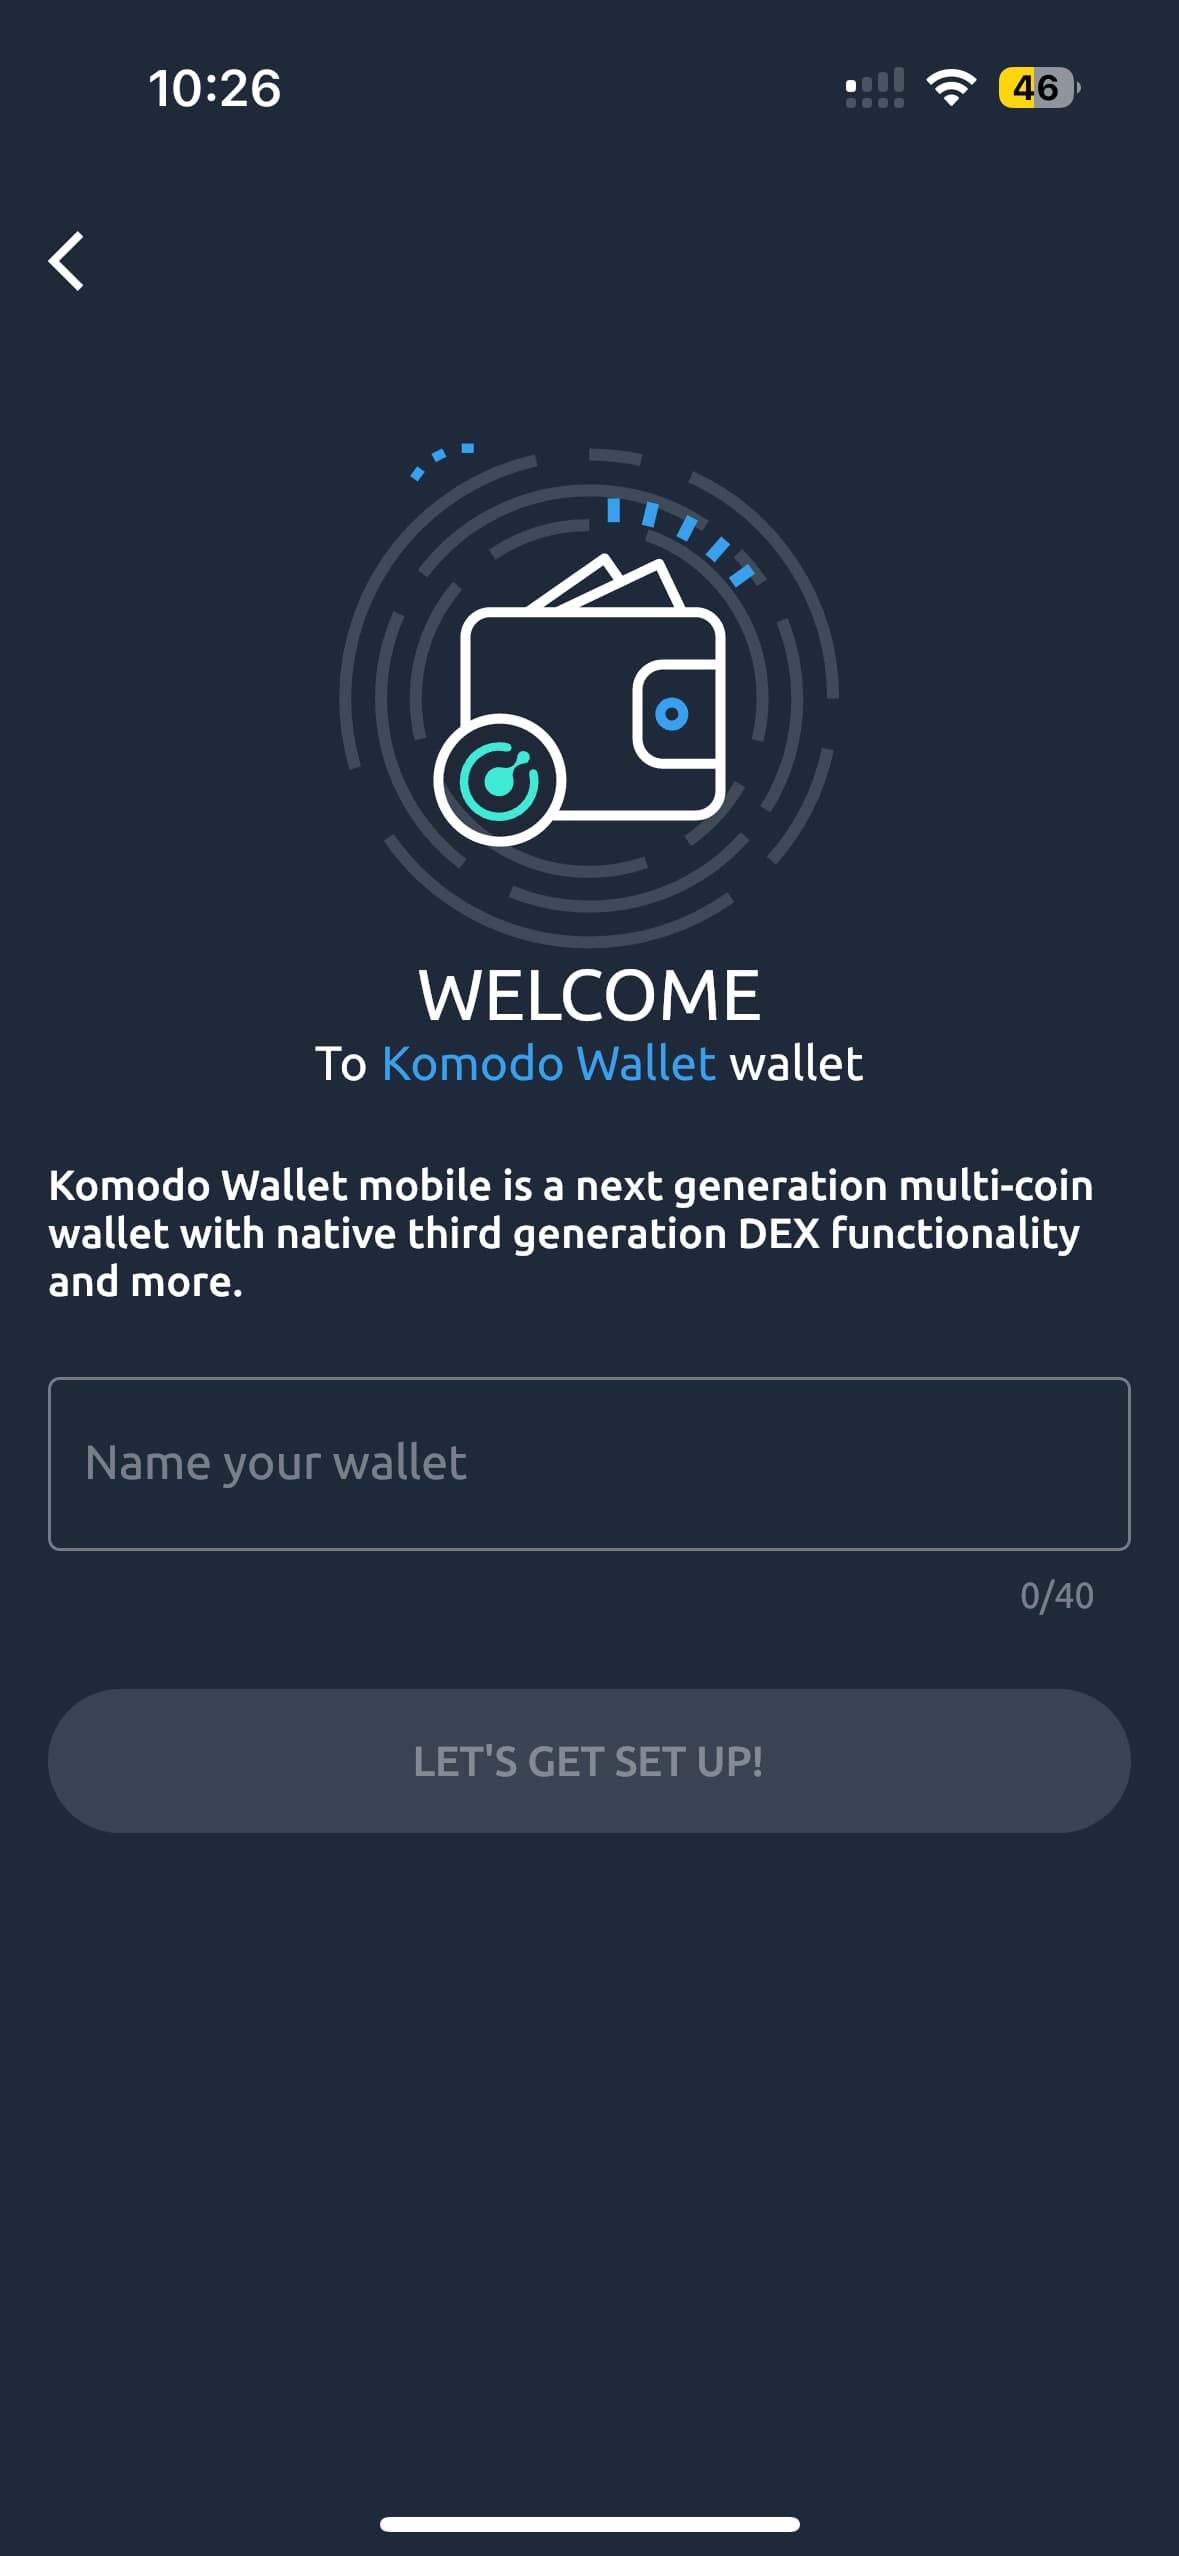 10:26
46
WELCOME
To Komodo Wallet wallet
Komodo Wallet mobile is a next generation multi-coin
wallet with native third generation DEX functionality
and more.
Name your wallet
0/40
LET'S GET SET UP!